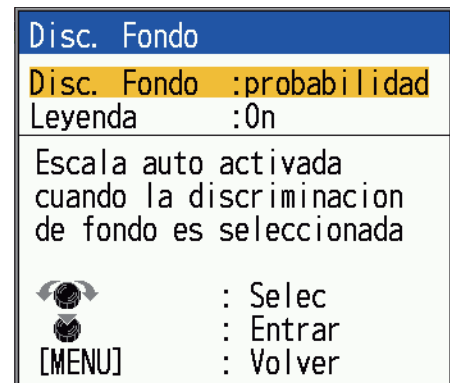 Disc. Fondo
Disc. Fondo :probabilidad
Leyenda :On
Escala auto activada
cuando la discriminacion
de fondo es seleccionada
: Selec
: Entrar
[MENU] : Volver